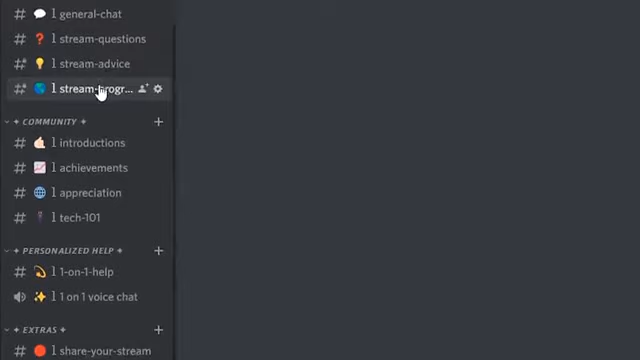 l general-chat
l stream-questions
l stream-advice
l stream-progr...
COMMUNITY
l introductions
l achievements
l appreciation
l tech-101
PERSONALIZED HELP
l 1-on-1-help
l 1 on 1 voice chat
EXTRAS
l share-your-stream